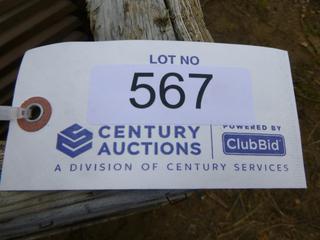 LOT NO
567
CENTURY
AUCTIONS
POWERED BY
ClubBid
A DIVISION OF CENTURY SERVICES